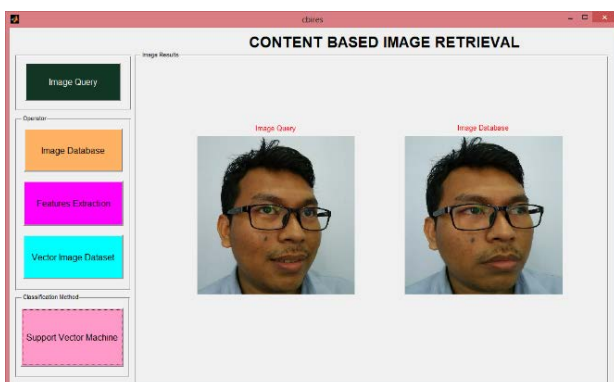 cbires
CONTENT BASED IMAGE RETRIEVAL
Image Results
Image Query
Operator
Image Database
Features Extraction
Vector Image Dataset
Classification Method
Support Vector Machine
Image Query
Image Database